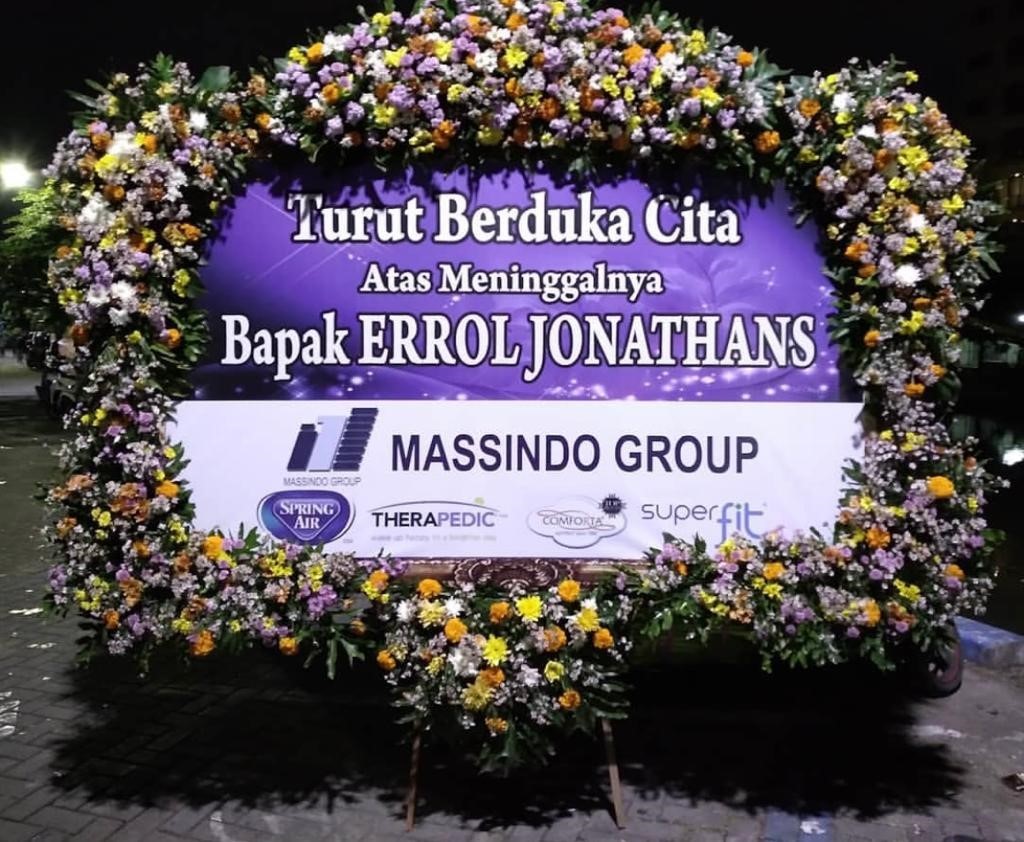 Turut Berduka Cita
Atas Meninggalnya
Bapak ERROL JONATHANS
MASSINDO GROUP
MASSINDO GROUP
SPRING AIR
THERAPEDIC
COMFORTA
superfit